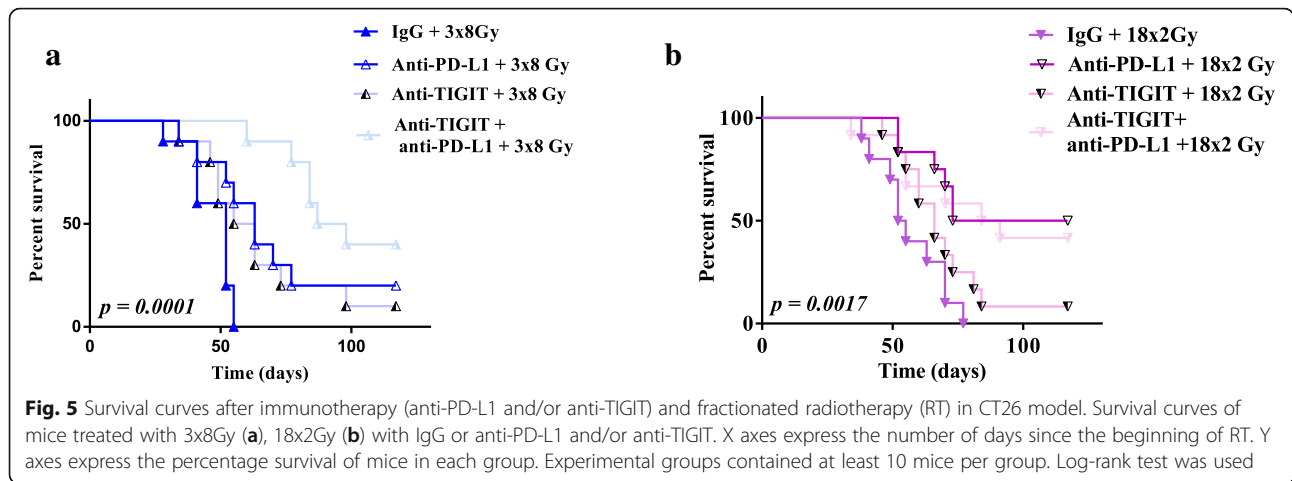 a
IgG + 3x8Gy
Anti-PD-L1 + 3x8 Gy
Anti-TIGIT + 3x8 Gy
Anti-TIGIT +
anti-PD-L1 + 3x8 Gy
Percent survival
100
50
0
p = 0.0001
0 50 100
Time (days)
b
IgG + 18x2Gy
Anti-PD-L1 + 18x2 Gy
Anti-TIGIT + 18x2 Gy
Anti-TIGIT+
anti-PD-L1 +18x2 Gy
Percent survival
100
50
0
p = 0.0017
0 50 100
Time (days)
Fig. 5 Survival curves after immunotherapy (anti-PD-L1 and/or anti-TIGIT) and fractionated radiotherapy (RT) in CT26 model. Survival curves of
mice treated with 3x8Gy (a), 18x2Gy (b) with IgG or anti-PD-L1 and/or anti-TIGIT. X axes express the number of days since the beginning of RT. Y
axes express the percentage survival of mice in each group. Experimental groups contained at least 10 mice per group. Log-rank test was used